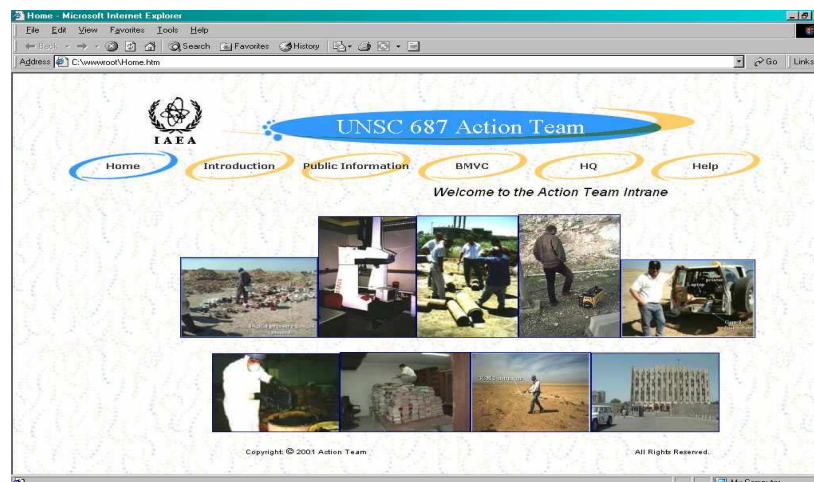 Home - Microsoft Internet Explorer
File Edit View Favorites Tools Help
Back Search Favorites History
Address C:\wwwroot\Home.htm Go Links
IAEA
UNSC 687 Action Team
Home Introduction Public Information BMVC HQ Help
Welcome to the Action Team Intrane
printer
Laptop
Copyright © 2001 Action Team All Rights Reserved.
My Computer